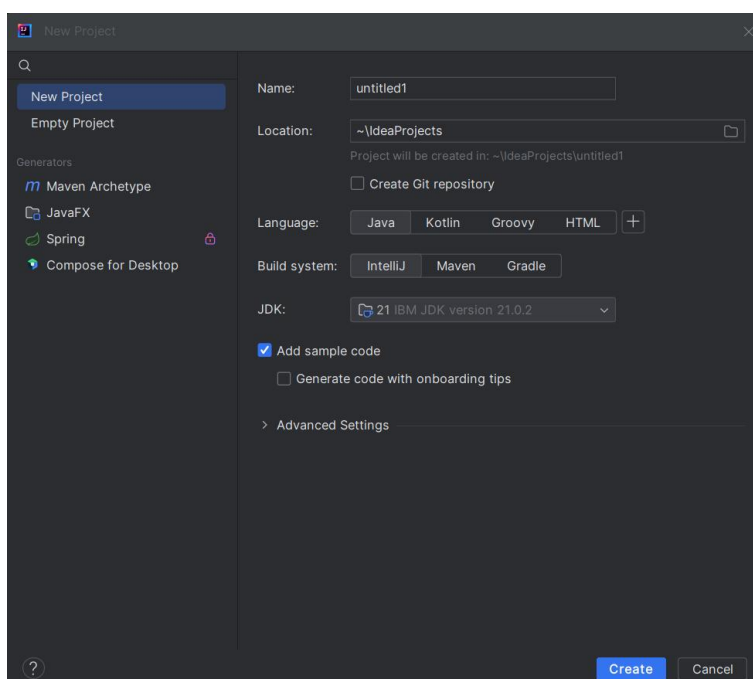 New Project
New Project
Empty Project
Generators
Maven Archetype
JavaFX
Spring
Compose for Desktop
Name: untitled1
Location: ~\IdeaProjects
Project will be created in: ~\IdeaProjects\untitled1
Create Git repository
Language: Java Kotlin Groovy HTML +
Build system: IntelliJ Maven Gradle
JDK: 21 IBM JDK version 21.0.2
Add sample code
Generate code with onboarding tips
Advanced Settings
? Create Cancel